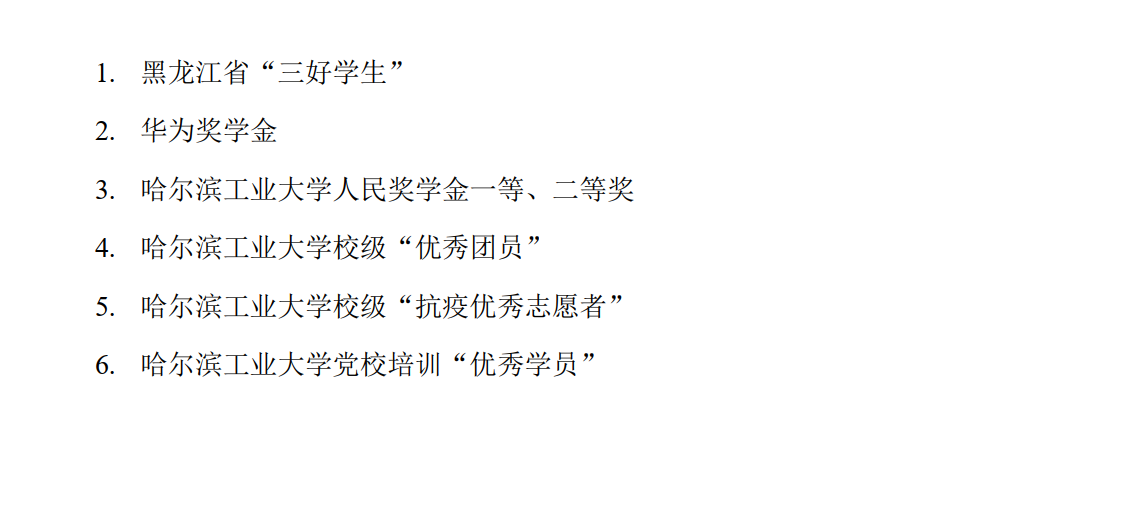 1. 黑龙江省“三好学生”
2. 华为奖学金
3. 哈尔滨工业大学人民奖学金一等、二等奖
4. 哈尔滨工业大学校级“优秀团员”
5. 哈尔滨工业大学校级“抗疫优秀志愿者”
6. 哈尔滨工业大学党校培训“优秀学员”